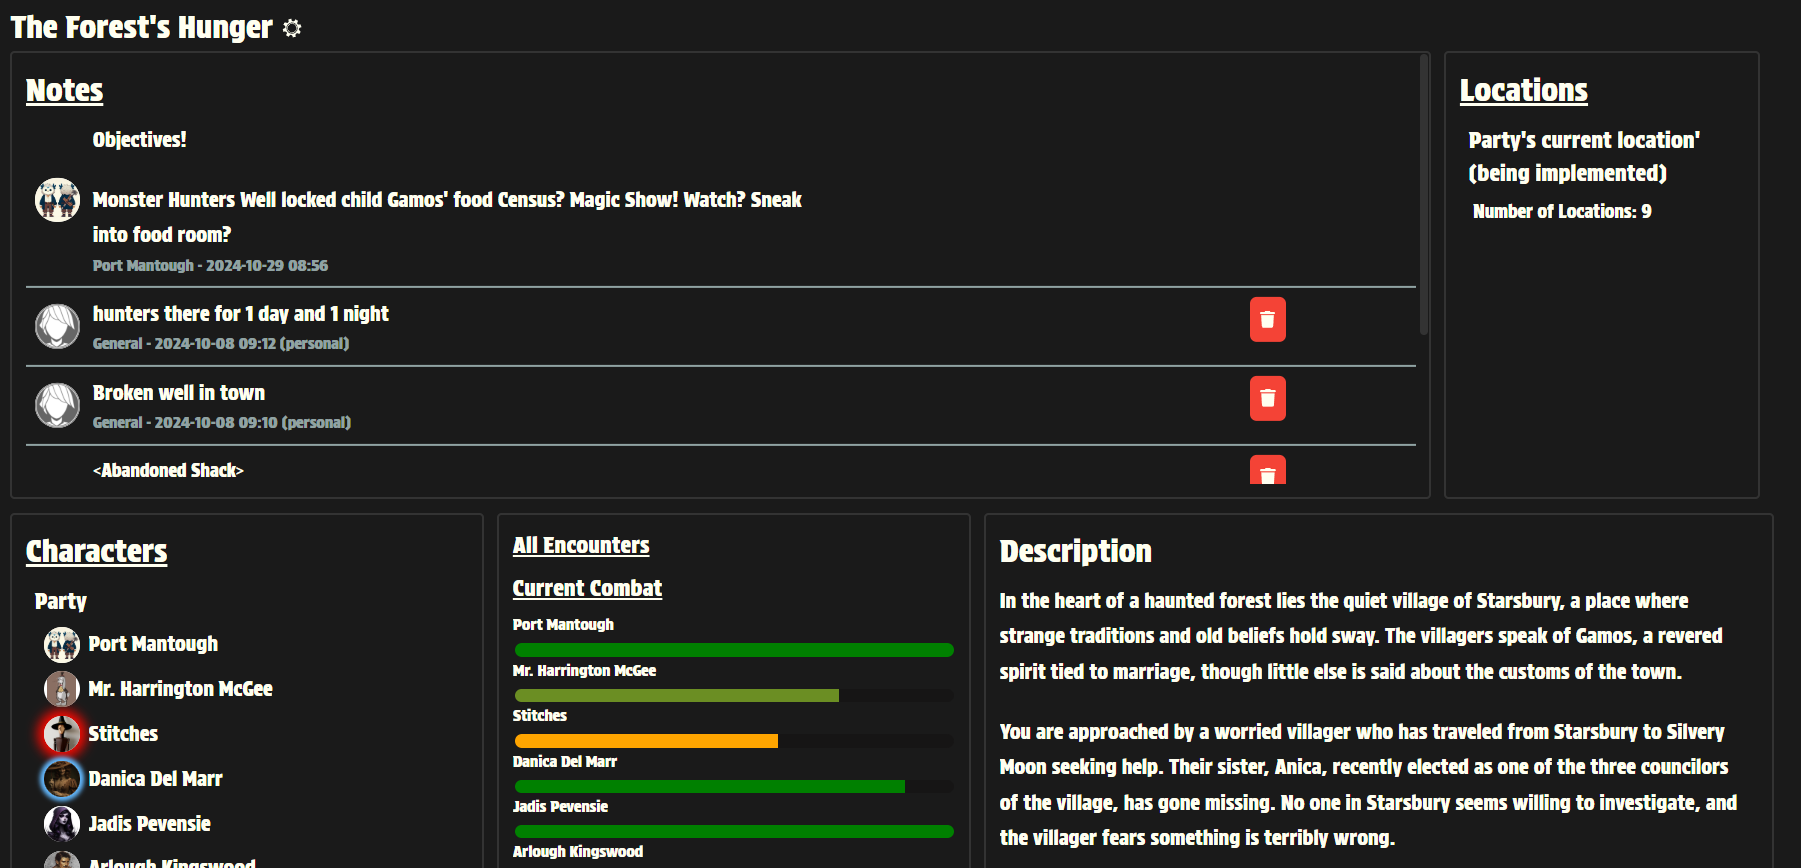 The Forest's Hunger
Notes
Objectives!
Monster Hunters Well locked child Gamos' food Census? Magic Show! Watch? Sneak
into food room?
Port Mantough - 2024-10-29 08:56
hunters there for 1 day and 1 night
General - 2024-10-08 09:12 (personal)
Broken well in town
General - 2024-10-08 09:10 (personal)
<Abandoned Shack>
Locations
Party's current location'
(being implemented)
Number of Locations: 9
Characters
Party
Port Mantough
Mr. Harrington McGee
Stitches
Danica Del Marr
Jadis Pevensie
Arlough Kingswood
All Encounters
Current Combat
Port Mantough
Mr. Harrington McGee
Stitches
Danica Del Marr
Jadis Pevensie
Arlough Kingswood
Description
In the heart of a haunted forest lies the quiet village of Starsbury, a place where
strange traditions and old beliefs hold sway. The villagers speak of Gamos, a revered
spirit tied to marriage, though little else is said about the customs of the town.
You are approached by a worried villager who has traveled from Starsbury to Silvery
Moon seeking help. Their sister, Anica, recently elected as one of the three councilors
of the village, has gone missing. No one in Starsbury seems willing to investigate, and
the villager fears something is terribly wrong.